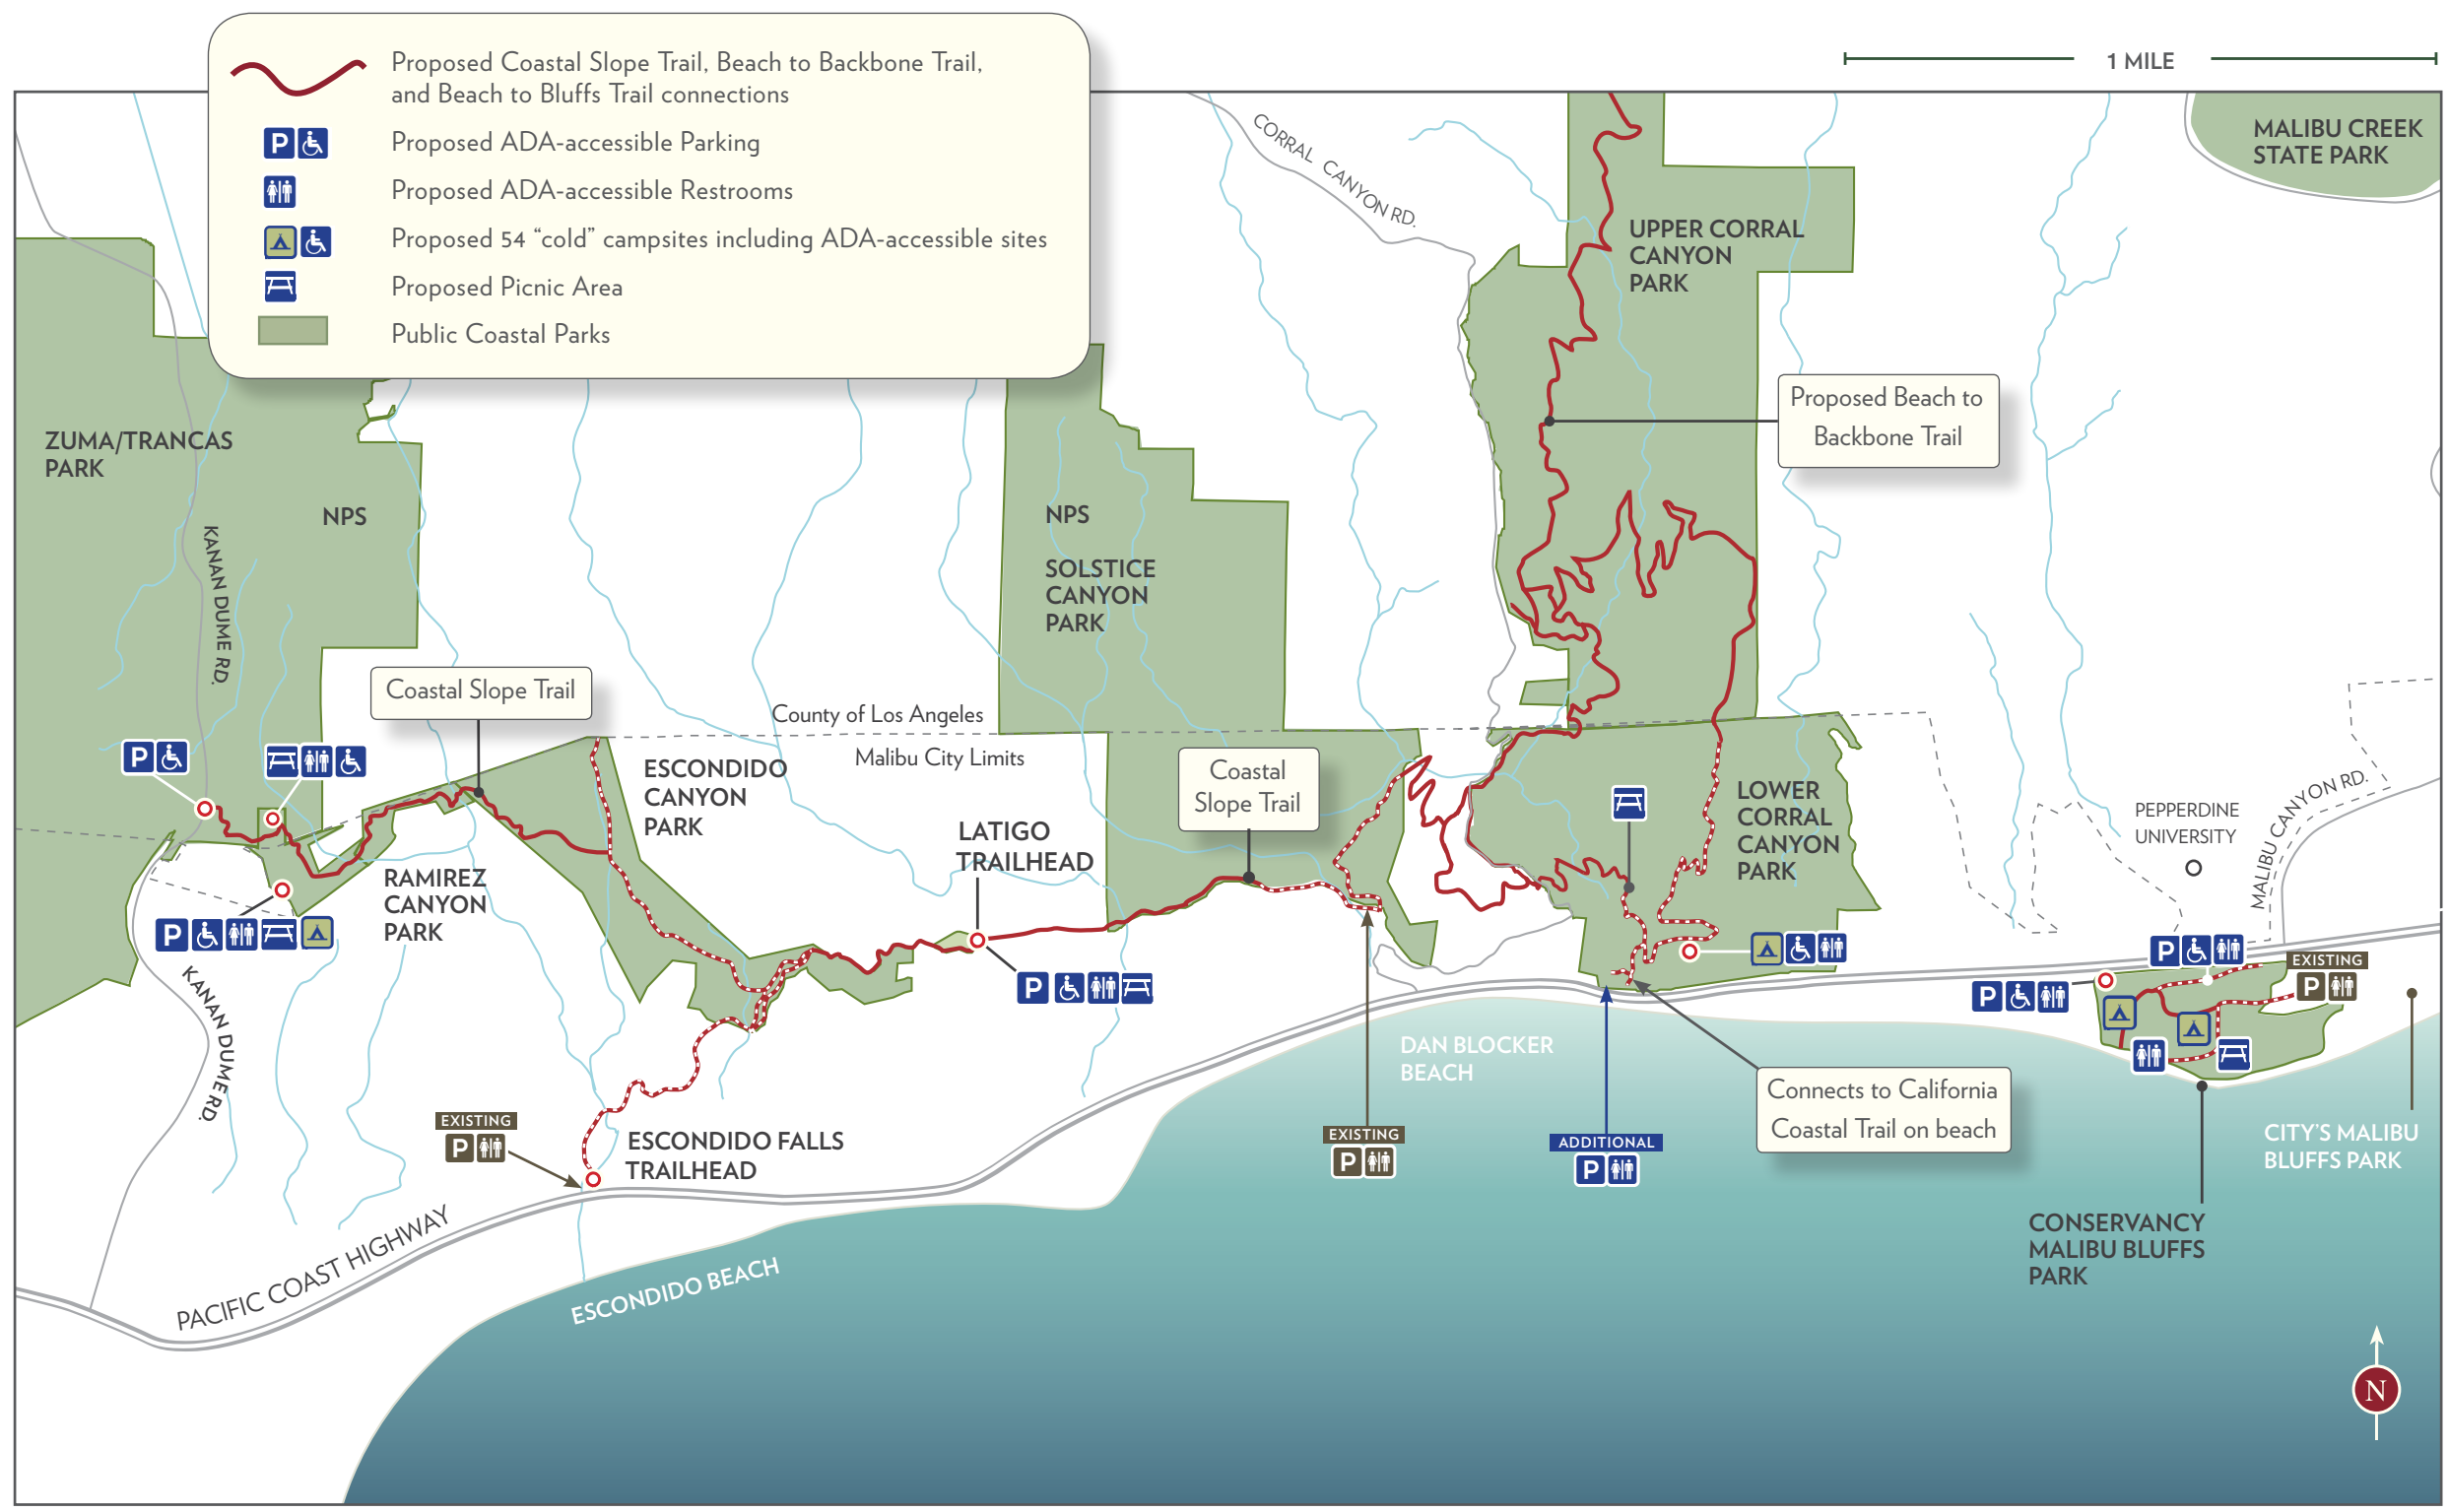 Proposed Coastal Slope Trail, Beach to Backbone Trail,
and Beach to Bluffs Trail connections
P
Proposed ADA-accessible Parking
Proposed ADA-accessible Restrooms
Proposed 54 “cold” campsites including ADA-accessible sites
Proposed Picnic Area
Public Coastal Parks
1 MILE
MALIBU CREEK
STATE PARK
CORRAL CANYON RD.
UPPER CORRAL
CANYON
PARK
Proposed Beach to
Backbone Trail
ZUMA/TRANCAS
PARK
NPS
KANAN DUME RD.
NPS
SOLSTICE
CANYON
PARK
Coastal Slope Trail
County of Los Angeles
Malibu City Limits
P
ESCONDIDO
CANYON
PARK
Coastal
Slope Trail
LATIGO
TRAILHEAD
LOWER
CORRAL
CANYON
PARK
PEPPERDINE
UNIVERSITY
MALIBU CANYON RD.
RAMIREZ
CANYON
PARK
P
KANAN DUME RD.
P
P
P
EXISTING
P
DAN BLOCKER
BEACH
Connects to California
Coastal Trail on beach
EXISTING
P
ESCONDIDO FALLS
TRAILHEAD
EXISTING
P
ADDITIONAL
P
CITY'S MALIBU
BLUFFS PARK
CONSERVANCY
MALIBU BLUFFS
PARK
PACIFIC COAST HIGHWAY
ESCONDIDO BEACH
N